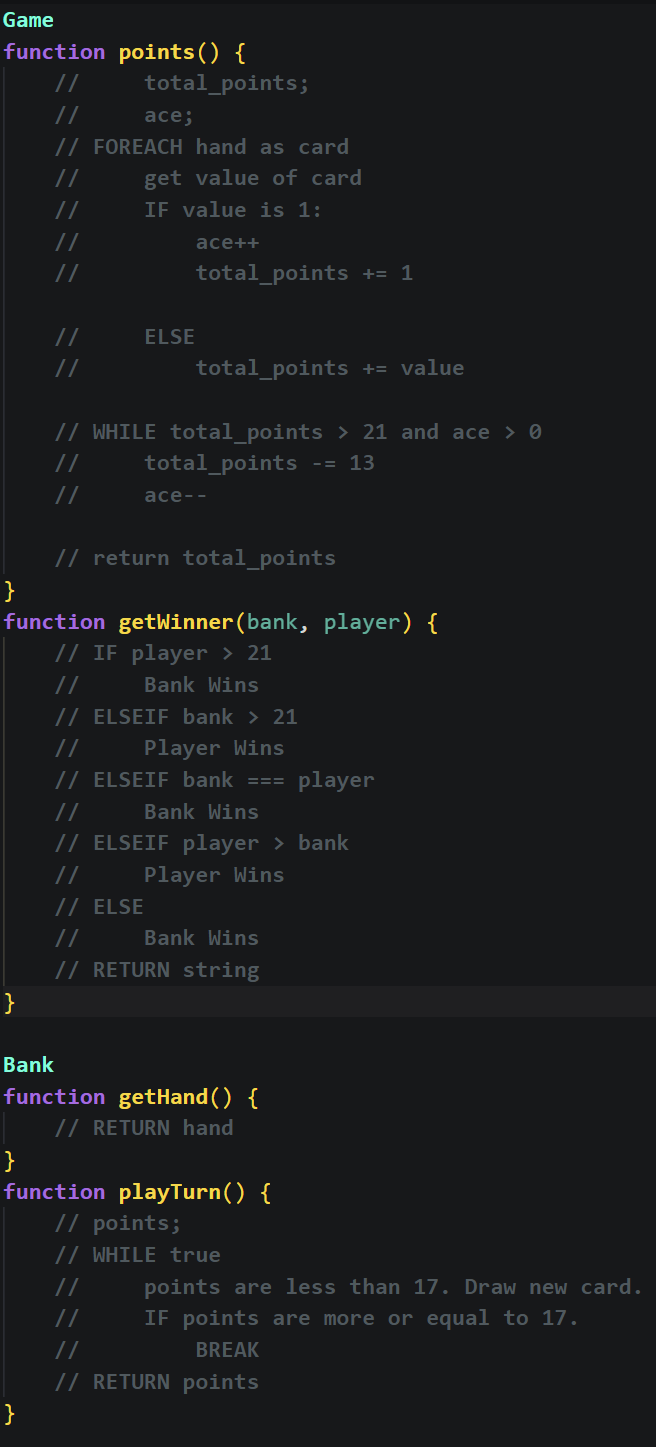 Game
function points() {
    //     total_points;
    //     ace;
    // FOREACH hand as card
    //     get value of card
    //     IF value is 1:
    //         ace++
    //         total_points += 1

    //     ELSE
    //         total_points += value

    // WHILE total_points > 21 and ace > 0
    //     total_points -= 13
    //     ace--

    // return total_points
}
function getWinner(bank, player) {
    // IF player > 21
    //     Bank Wins
    // ELSEIF bank > 21
    //     Player Wins
    // ELSEIF bank === player
    //     Bank Wins
    // ELSEIF player > bank
    //     Player Wins
    // ELSE
    //     Bank Wins
    // RETURN string
}

Bank
function getHand() {
    // RETURN hand
}
function playTurn() {
    // points;
    // WHILE true
    //     points are less than 17. Draw new card.
    //     IF points are more or equal to 17.
    //         BREAK
    // RETURN points
}